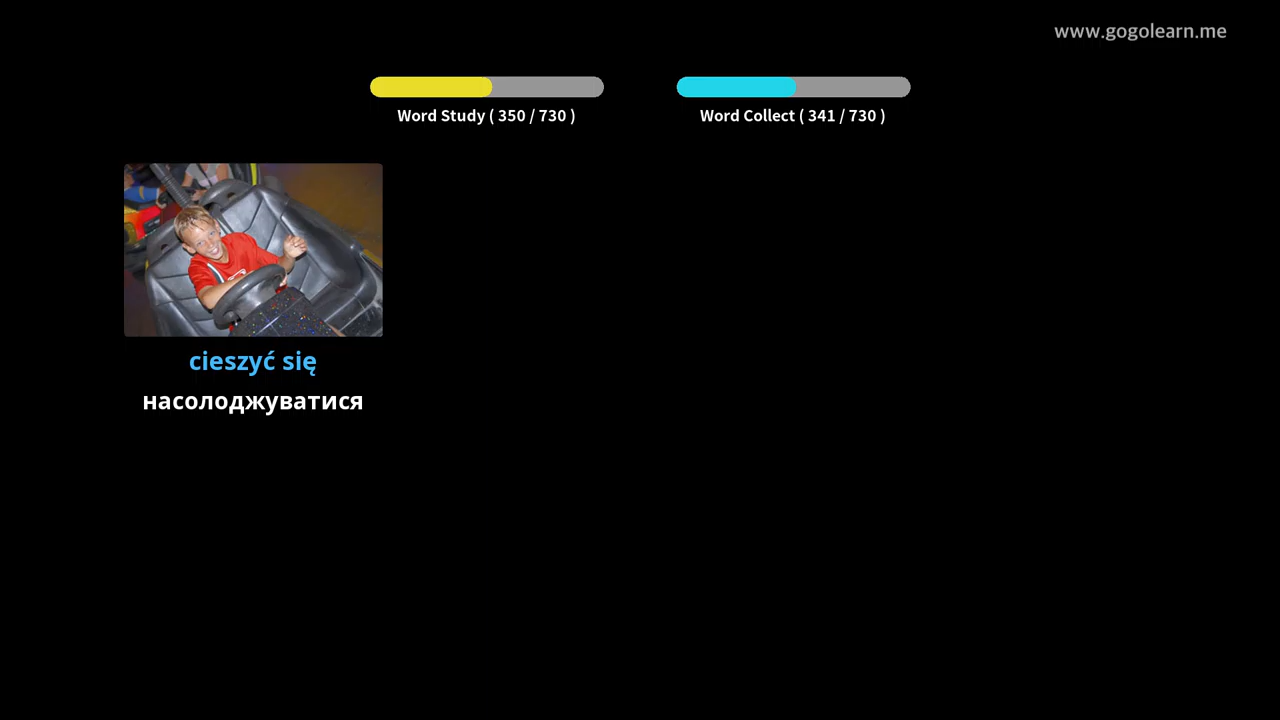 www.gogolearn.me
Word Study ( 350 / 730 )
Word Collect ( 341 / 730 )
cieszyć się
насолоджуватися